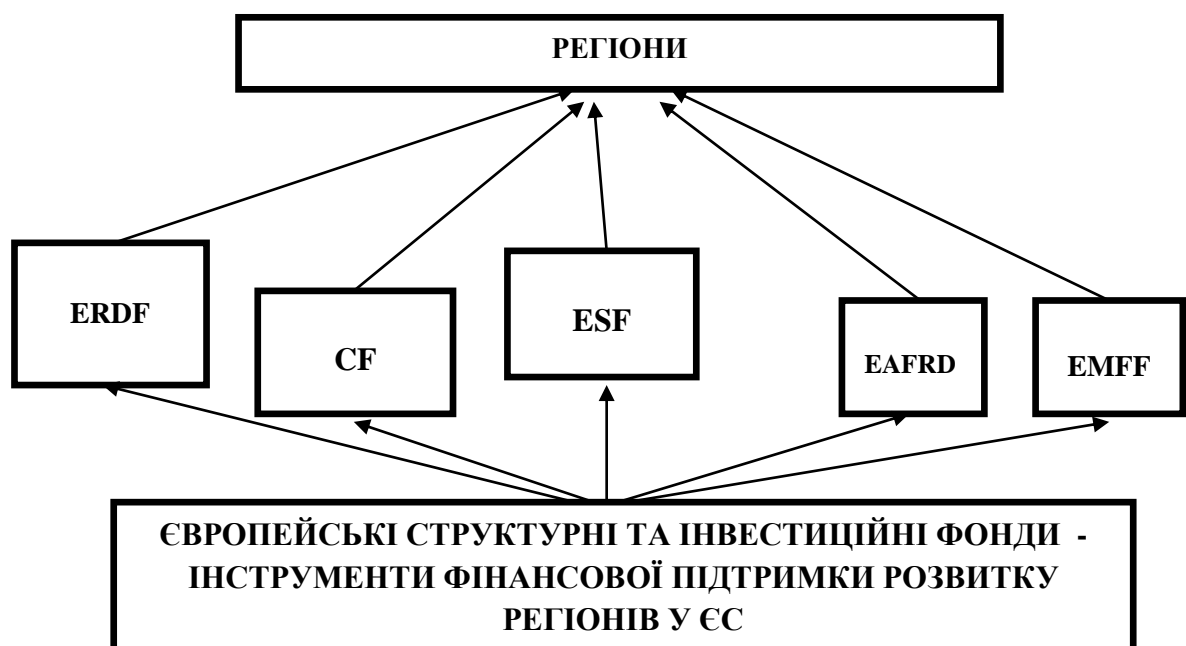 РЕГІОНИ
ERDF
CF
ESF
EAFRD
EMFF
ЄВРОПЕЙСЬКІ СТРУКТУРНІ ТА ІНВЕСТИЦІЙНІ ФОНДИ -
ІНСТРУМЕНТИ ФІНАНСОВОЇ ПІДТРИМКИ РОЗВИТКУ
РЕГІОНІВ У ЄС